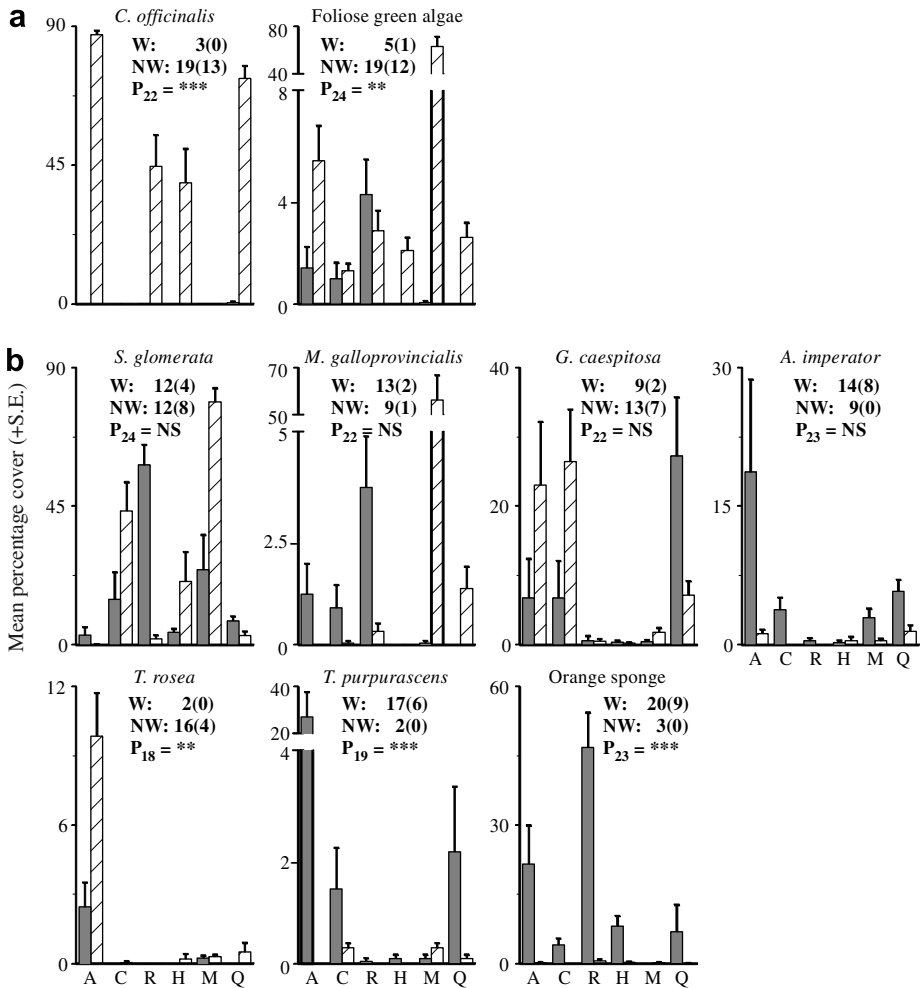 a
C. officinalis
90
45
0
W: 3(0)
NW: 19(13)
P22 = ***
Foliose green algae
80
40
8
4
0
W: 5(1)
NW: 19(12)
P24 = **
b
Mean percentage cover (+S.E.)
S. glomerata
90
45
0
W: 12(4)
NW: 12(8)
P24 = NS
M. galloprovincialis
70
50
5
2.5
0
W: 13(2)
NW: 9(1)
P22 = NS
G. caespitosa
40
20
0
W: 9(2)
NW: 13(7)
P22 = NS
A. imperator
30
15
0
W: 14(8)
NW: 9(0)
P23 = NS
A C R H M Q
T. rosea
12
6
0
W: 2(0)
NW: 16(4)
P18 = **
A C R H M Q
T. purpurascens
40
20
4
2
0
W: 17(6)
NW: 2(0)
P19 = ***
A C R H M Q
Orange sponge
60
30
0
W: 20(9)
NW: 3(0)
P23 = ***
A C R H M Q